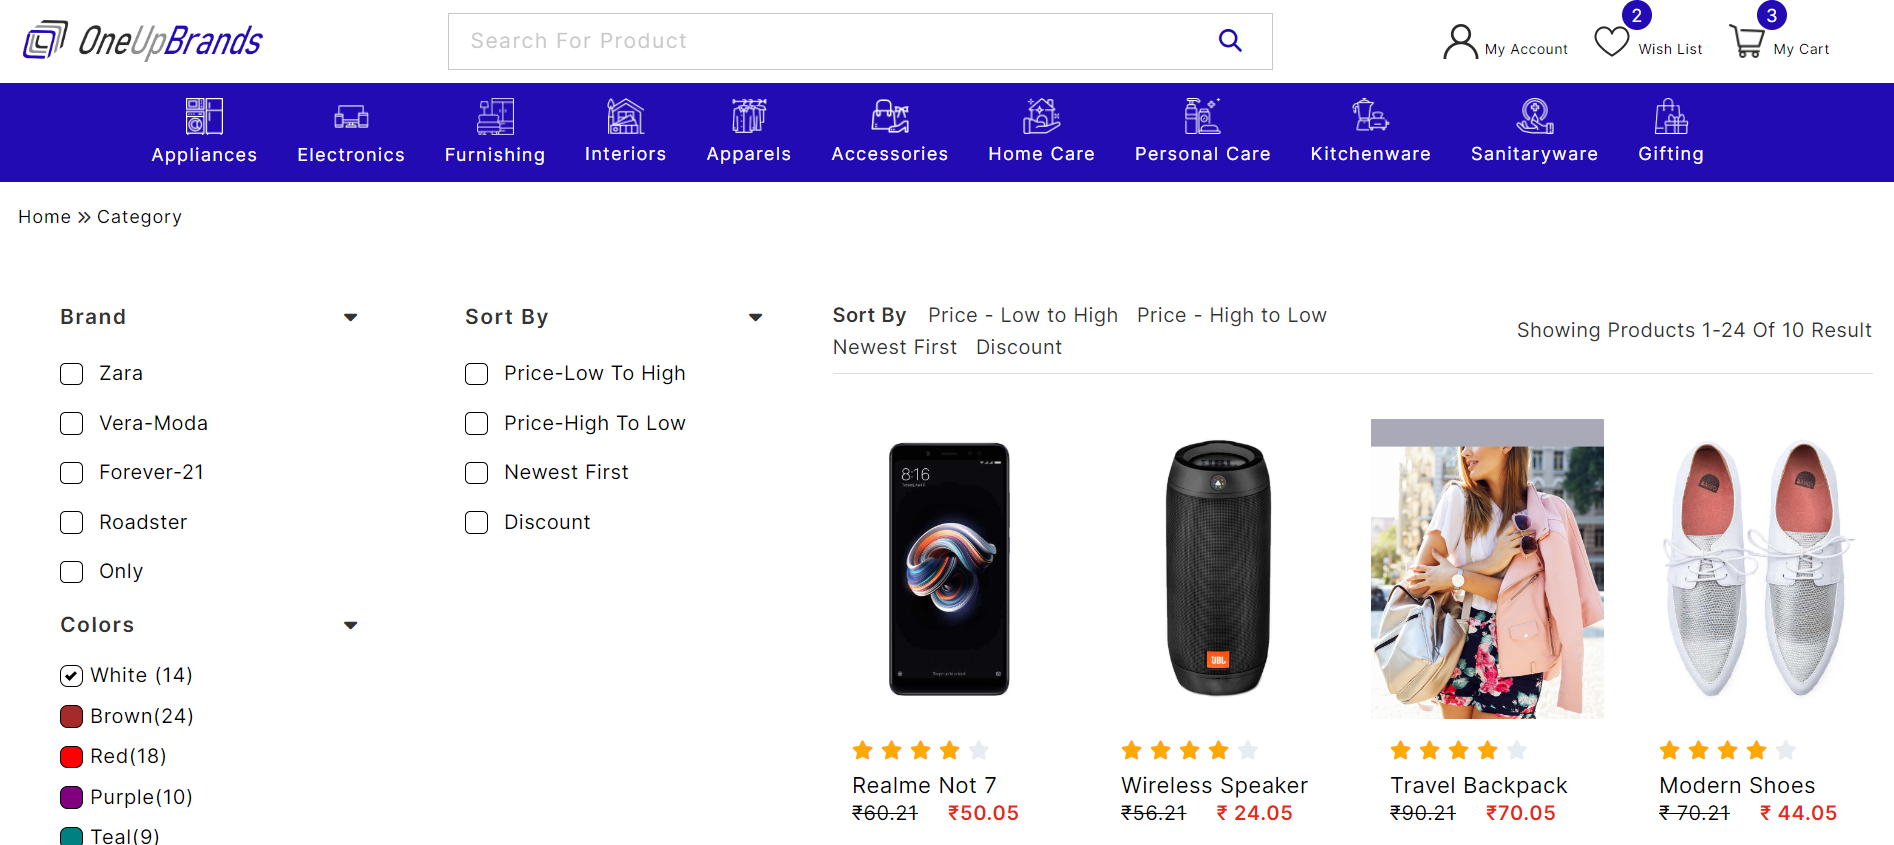 OneUpBrands
Search For Product
My Account
2
Wish List
3
My Cart
Appliances
Electronics
Furnishing
Interiors
Apparels
Accessories
Home Care
Personal Care
Kitchenware
Sanitaryware
Gifting
Home » Category
Brand
Zara
Vera-Moda
Forever-21
Roadster
Only
Colors
White (14)
Brown(24)
Red(18)
Purple(10)
Teal(9)
Sort By
Price-Low To High
Price-High To Low
Newest First
Discount
Sort By Price - Low to High Price - High to Low
Newest First Discount
Showing Products 1-24 Of 10 Result
8:16
JBL
Realme Not 7
₹60.21 ₹50.05
Wireless Speaker
₹56.21 ₹ 24.05
Travel Backpack
₹90.21 ₹70.05
Modern Shoes
₹ 70.21 ₹ 44.05